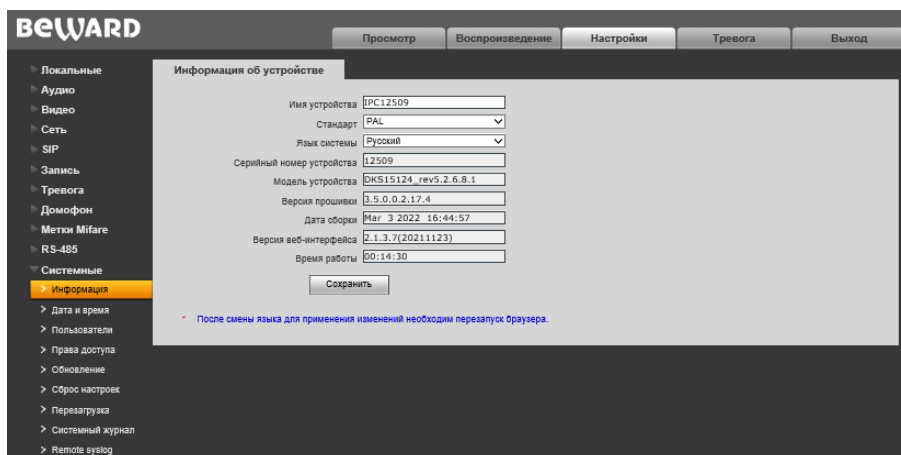 BEWARD
Просмотр Воспроизведение Настройки Тревога Выход
Локальные
Аудио
Видео
Сеть
SIP
Запись
Тревога
Домофон
Метки Mifare
RS-485
Системные
Информация
Дата и время
Пользователи
Права доступа
Обновление
Сброс настроек
Перезагрузка
Системный журнал
Remote syslog
Информация об устройстве
Имя устройства IPC12509
Стандарт PAL
Язык системы Русский
Серийный номер устройства 12509
Модель устройства DKS15124_rev5.2.6.8.1
Версия прошивки 3.5.0.0.2.17.4
Дата сборки Mar 3 2022 16:44:57
Версия веб-интерфейса 2.1.3.7(20211123)
Время работы 00:14:30
Сохранить
* После смены языка для применения изменений необходим перезапуск браузера.